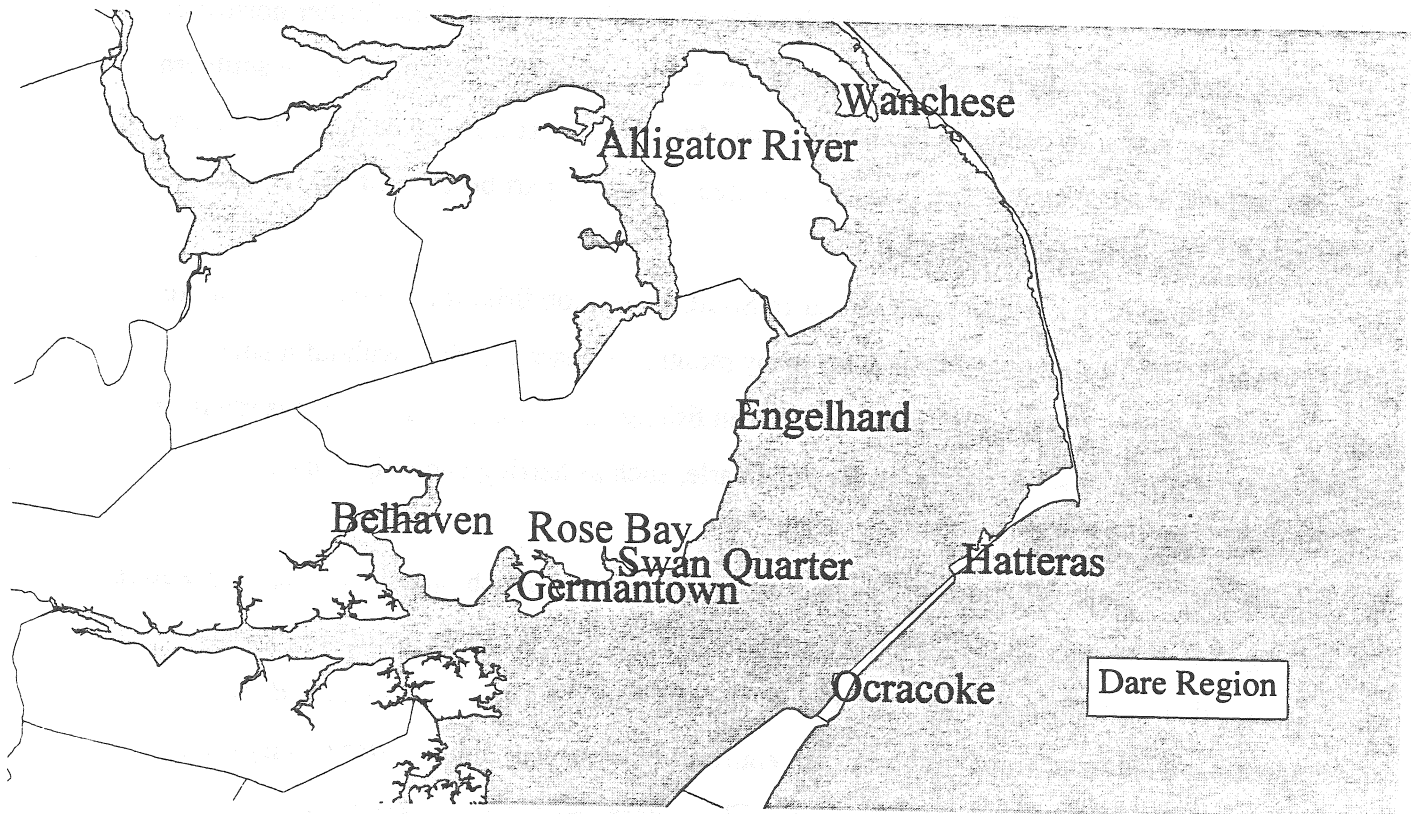 Wanchese
Alligator River
Engelhard
Belhaven
Rose Bay
Swan Quarter
Germantown
Hatteras
Ocracoke
Dare Region